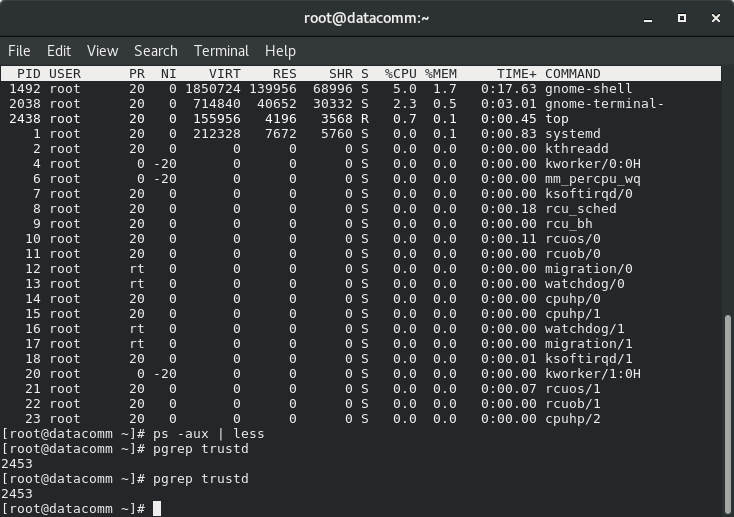 root@datacomm:~
File Edit View Search Terminal Help
PID USER PR NI VIRT RES SHR S %CPU %MEM TIME+ COMMAND
1492 root 20 0 1850724 139956 68996 S 5.0 1.7 0:17.63 gnome-shell
2038 root 20 0 714840 40652 30332 S 2.3 0.5 0:03.01 gnome-terminal-
2438 root 20 0 155956 4196 3568 R 0.7 0.1 0:00.45 top
1 root 20 0 212328 7672 5760 S 0.0 0.1 0:00.83 systemd
2 root 20 0 0 0 0 S 0.0 0.0 0:00.00 kthreadd
4 root 0 -20 0 0 0 S 0.0 0.0 0:00.00 kworker/0:0H
6 root 0 -20 0 0 0 S 0.0 0.0 0:00.00 mm_percpu_wq
7 root 20 0 0 0 0 S 0.0 0.0 0:00.00 ksoftirqd/0
8 root 20 0 0 0 0 S 0.0 0.0 0:00.18 rcu_sched
9 root 20 0 0 0 0 S 0.0 0.0 0:00.00 rcu_bh
10 root 20 0 0 0 0 S 0.0 0.0 0:00.11 rcuos/0
11 root 20 0 0 0 0 S 0.0 0.0 0:00.00 rcuob/0
12 root rt 0 0 0 0 S 0.0 0.0 0:00.00 migration/0
13 root rt 0 0 0 0 S 0.0 0.0 0:00.00 watchdog/0
14 root 20 0 0 0 0 S 0.0 0.0 0:00.00 cpuhp/0
15 root 20 0 0 0 0 S 0.0 0.0 0:00.00 cpuhp/1
16 root rt 0 0 0 0 S 0.0 0.0 0:00.00 watchdog/1
17 root rt 0 0 0 0 S 0.0 0.0 0:00.00 migration/1
18 root 20 0 0 0 0 S 0.0 0.0 0:00.01 ksoftirqd/1
20 root 0 -20 0 0 0 S 0.0 0.0 0:00.00 kworker/1:0H
21 root 20 0 0 0 0 S 0.0 0.0 0:00.07 rcuos/1
22 root 20 0 0 0 0 S 0.0 0.0 0:00.00 rcuob/1
23 root 20 0 0 0 0 S 0.0 0.0 0:00.00 cpuhp/2
[root@datacomm ~]# ps -aux | less
[root@datacomm ~]# pgrep trustd
2453
[root@datacomm ~]# pgrep trustd
2453
[root@datacomm ~]#